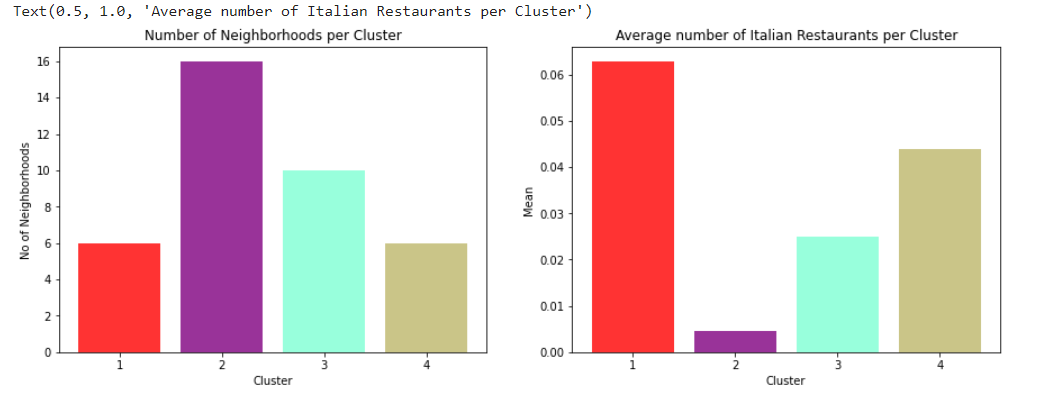 Text(0.5, 1.0, 'Average number of Italian Restaurants per Cluster')
Number of Neighborhoods per Cluster
16
14
12
10
8
6
4
2
0
No of Neighborhoods
1 2 3 4
Cluster
Average number of Italian Restaurants per Cluster
0.06
0.05
0.04
0.03
0.02
0.01
0.00
Mean
1 2 3 4
Cluster